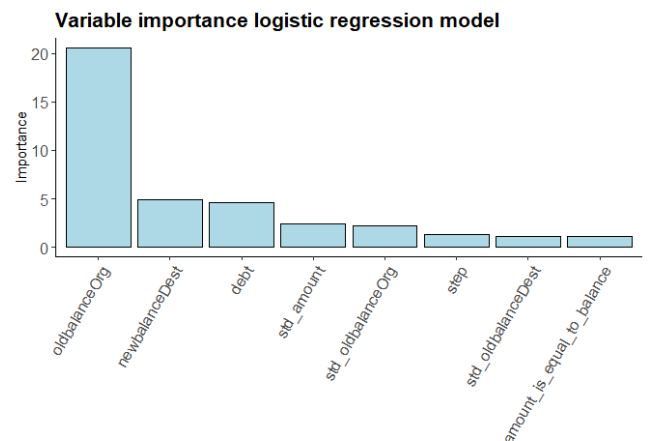 Variable importance logistic regression model
Importance
20
15
10
5
0
oldbalanceOrg
newbalanceDest
debt
std_amount
std_oldbalanceOrg
step
std_oldbalanceDest
amount_is_equal_to_balance